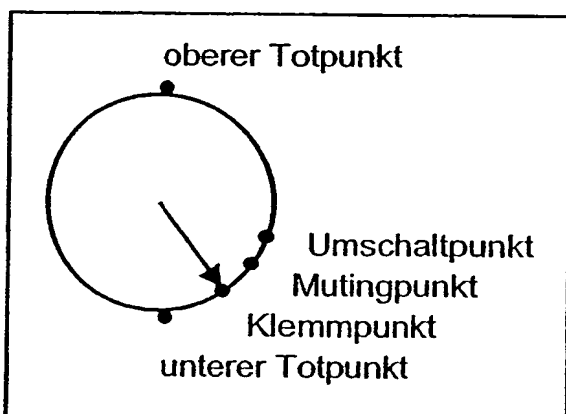 oberer Totpunkt
Umschaltpunkt
Mutingpunkt
Klemmpunkt
unterer Totpunkt